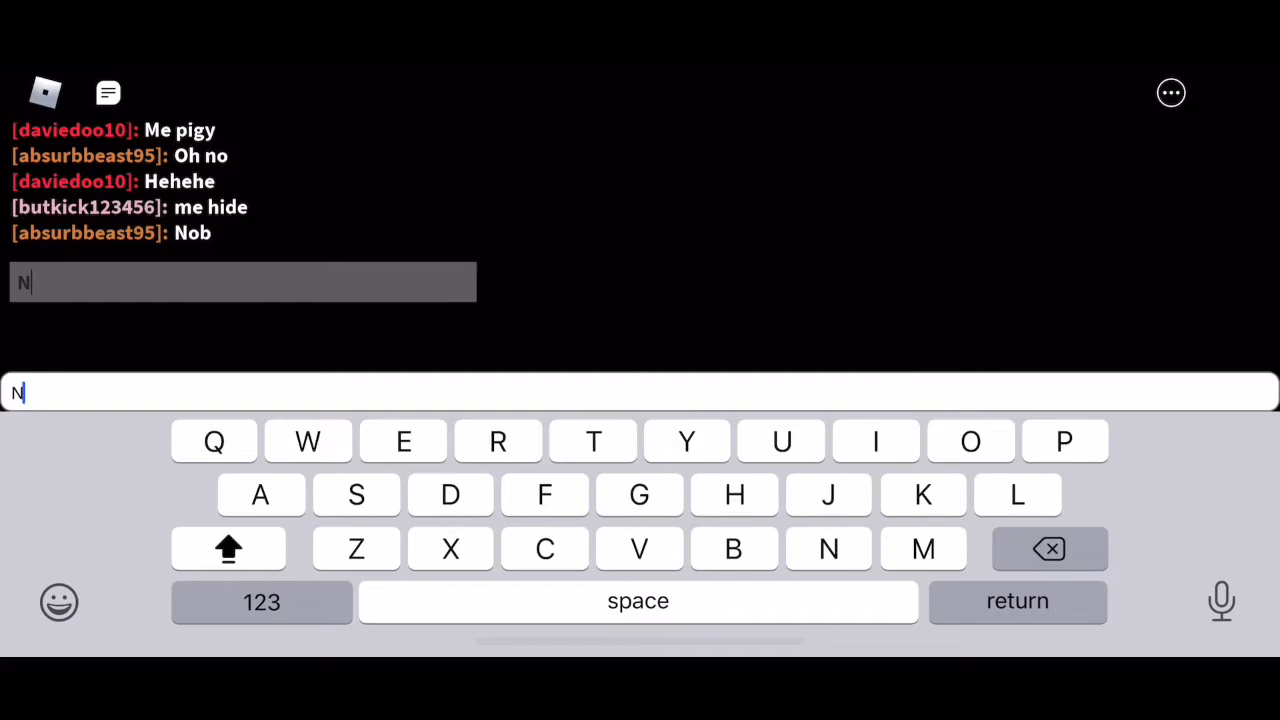 [daviedoo10]: Me pigy
[absurbbeast95]: Oh no
[daviedoo10]: Hehehe
[butkick123456]: me hide
[absurbbeast95]: Nob
N
N
Q W E R T Y U I O P
A S D F G H J K L
Z X C V B N M
123 space return